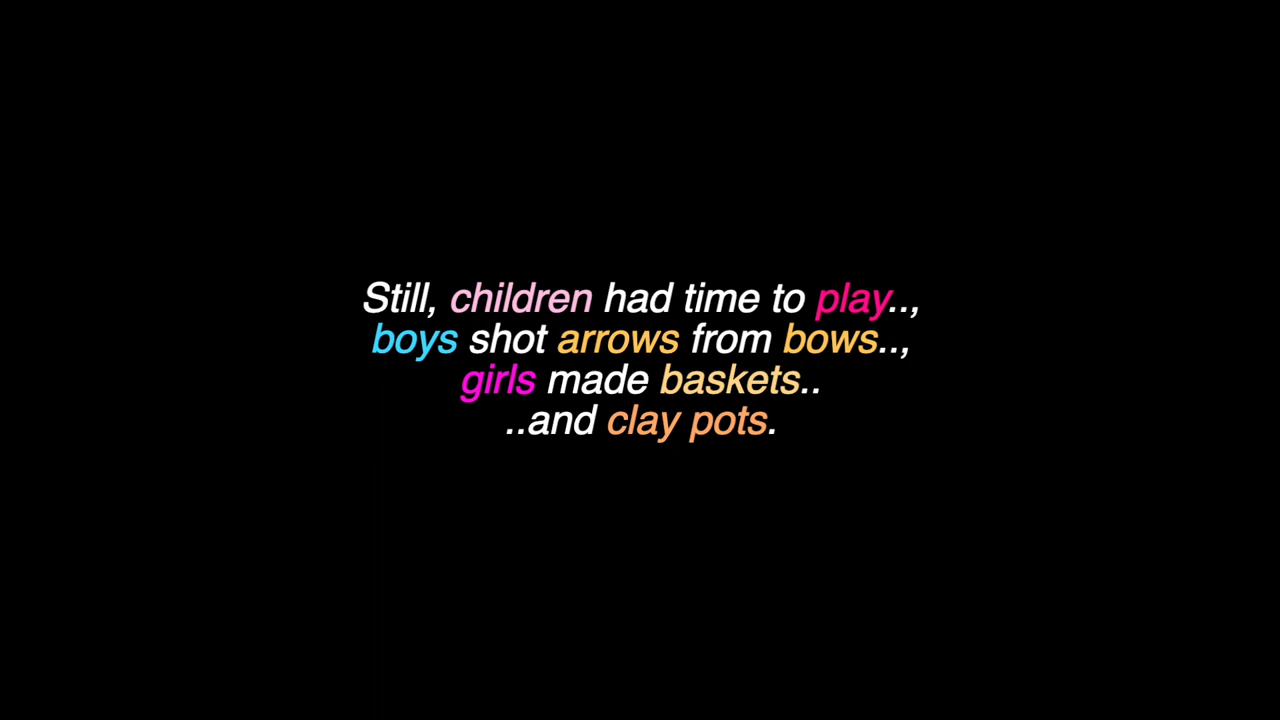 Still, children had time to play..,
boys shot arrows from bows..,
girls made baskets..
..and clay pots.